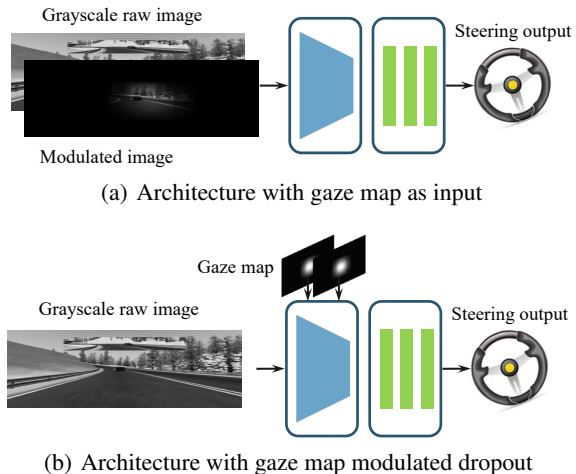 Grayscale raw image
Steering output
Modulated image
(a) Architecture with gaze map as input
Gaze map
Grayscale raw image
Steering output
(b) Architecture with gaze map modulated dropout